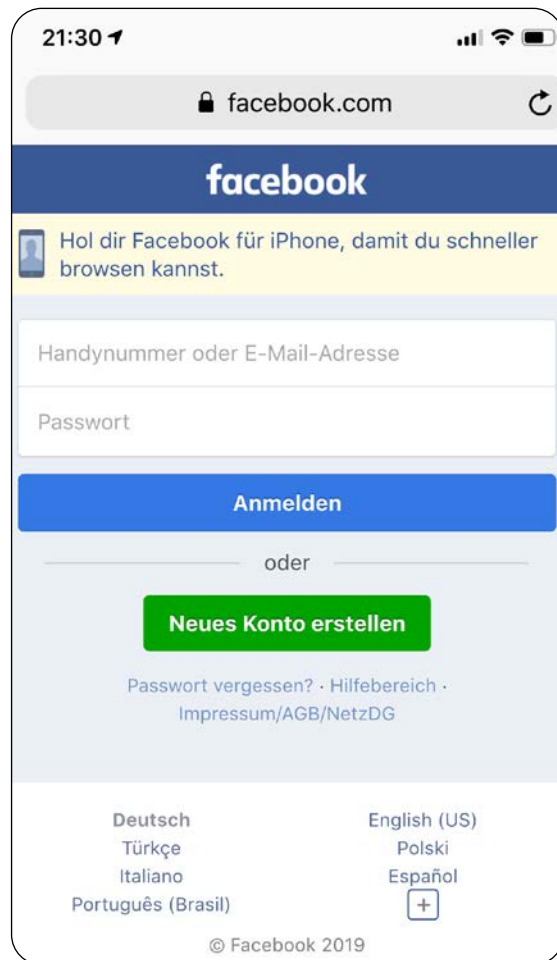 21:30
facebook.com
facebook
Hol dir Facebook für iPhone, damit du schneller
browsen kannst.
Handynummer oder E-Mail-Adresse
Passwort
Anmelden
oder
Neues Konto erstellen
Passwort vergessen? · Hilfebereich ·
Impressum/AGB/NetzDG
Deutsch English (US)
Türkçe Polski
Italiano Español
Português (Brasil) +
© Facebook 2019